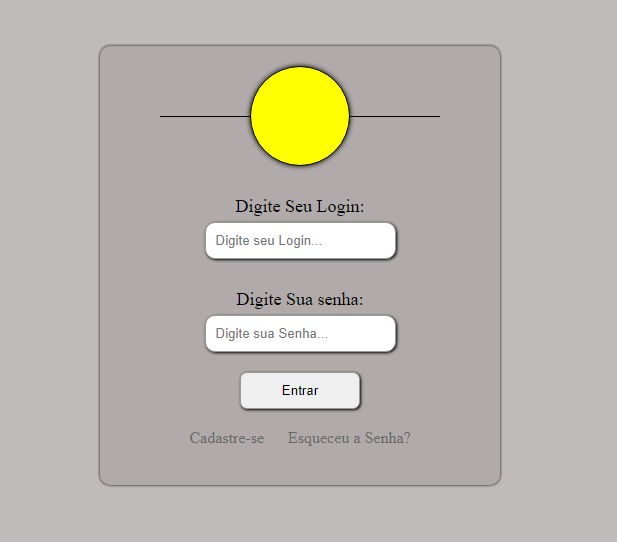 Digite Seu Login:
Digite seu Login...
Digite Sua senha:
Digite sua Senha...
Entrar
Cadastre-se Esqueceu a Senha?